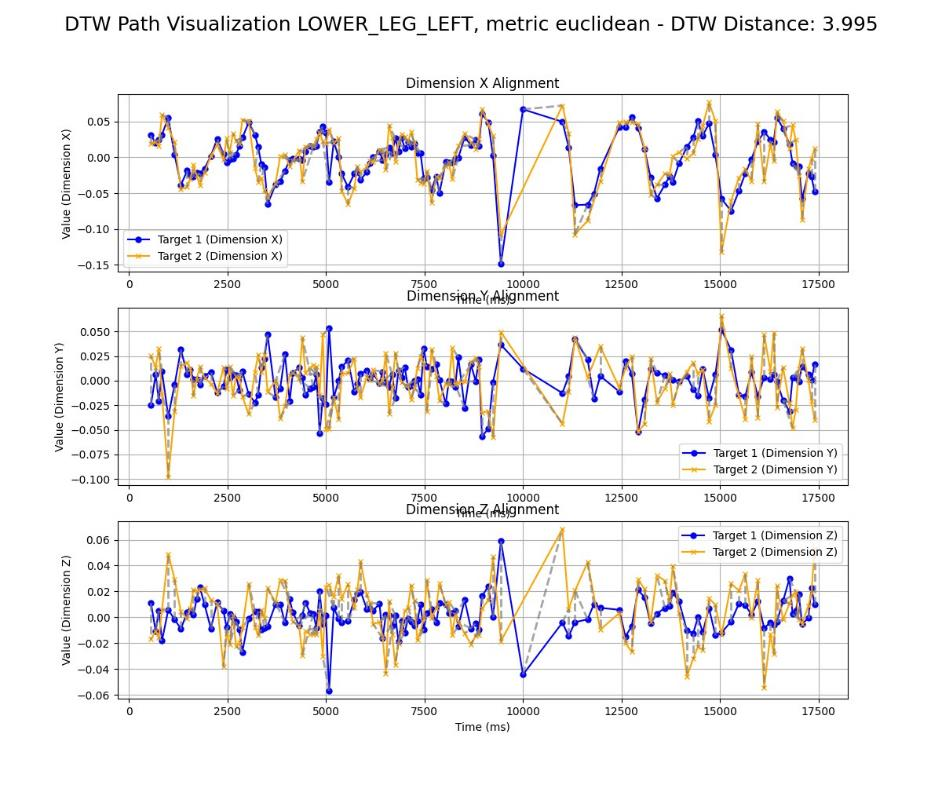 DTW Path Visualization LOWER_LEG_LEFT, metric euclidean - DTW Distance: 3.995
Dimension X Alignment
Value (Dimension X)
0.05
0.00
−0.05
−0.10
−0.15
Target 1 (Dimension X)
Target 2 (Dimension X)
0 2500 5000 7500 10000 12500 15000 17500
Time (ms)
Dimension Y Alignment
Value (Dimension Y)
0.050
0.025
0.000
−0.025
−0.050
−0.075
−0.100
Target 1 (Dimension Y)
Target 2 (Dimension Y)
0 2500 5000 7500 10000 12500 15000 17500
Time (ms)
Dimension Z Alignment
Value (Dimension Z)
0.06
0.04
0.02
0.00
−0.02
−0.04
−0.06
Target 1 (Dimension Z)
Target 2 (Dimension Z)
0 2500 5000 7500 10000 12500 15000 17500
Time (ms)